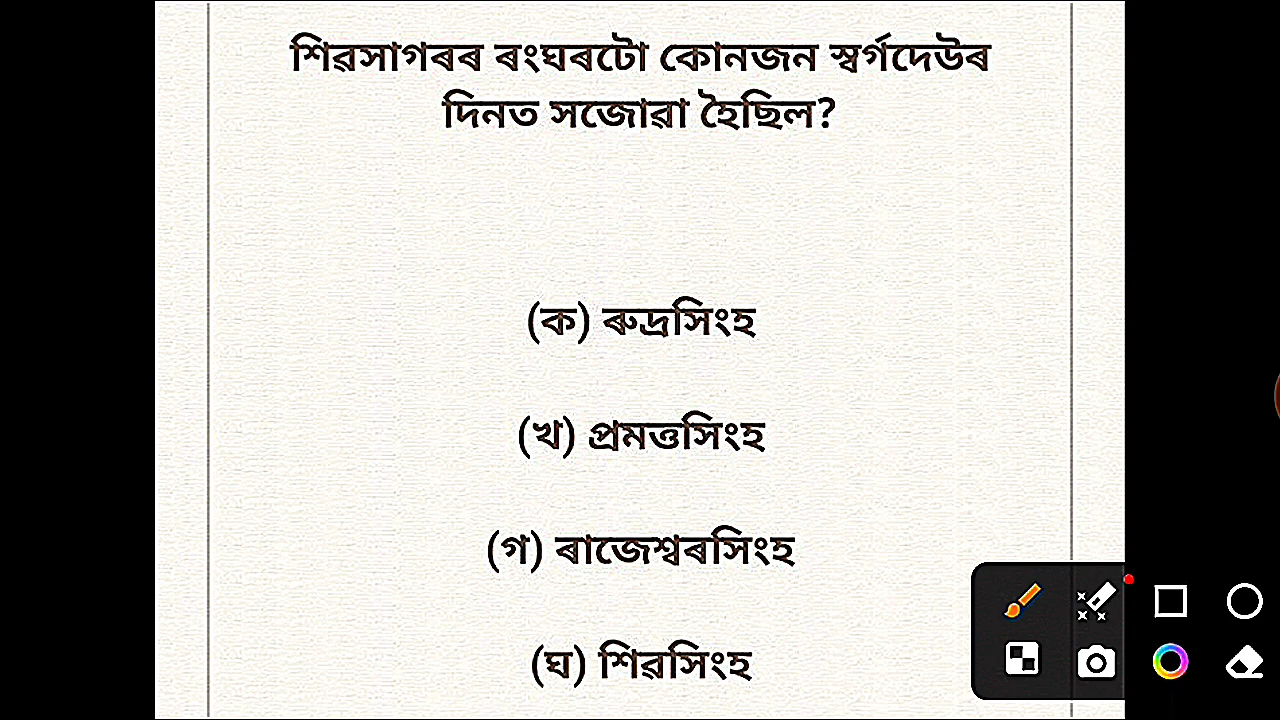 শিৱসাগৰৰ ৰংঘৰটো কোনজন স্বৰ্গদেউৰ
দিনত সজোৱা হৈছিল?
(ক) ৰুদ্ৰসিংহ
(খ) প্ৰমত্তসিংহ
(গ) ৰাজেশ্বৰসিংহ
(ঘ) শিৱসিংহ